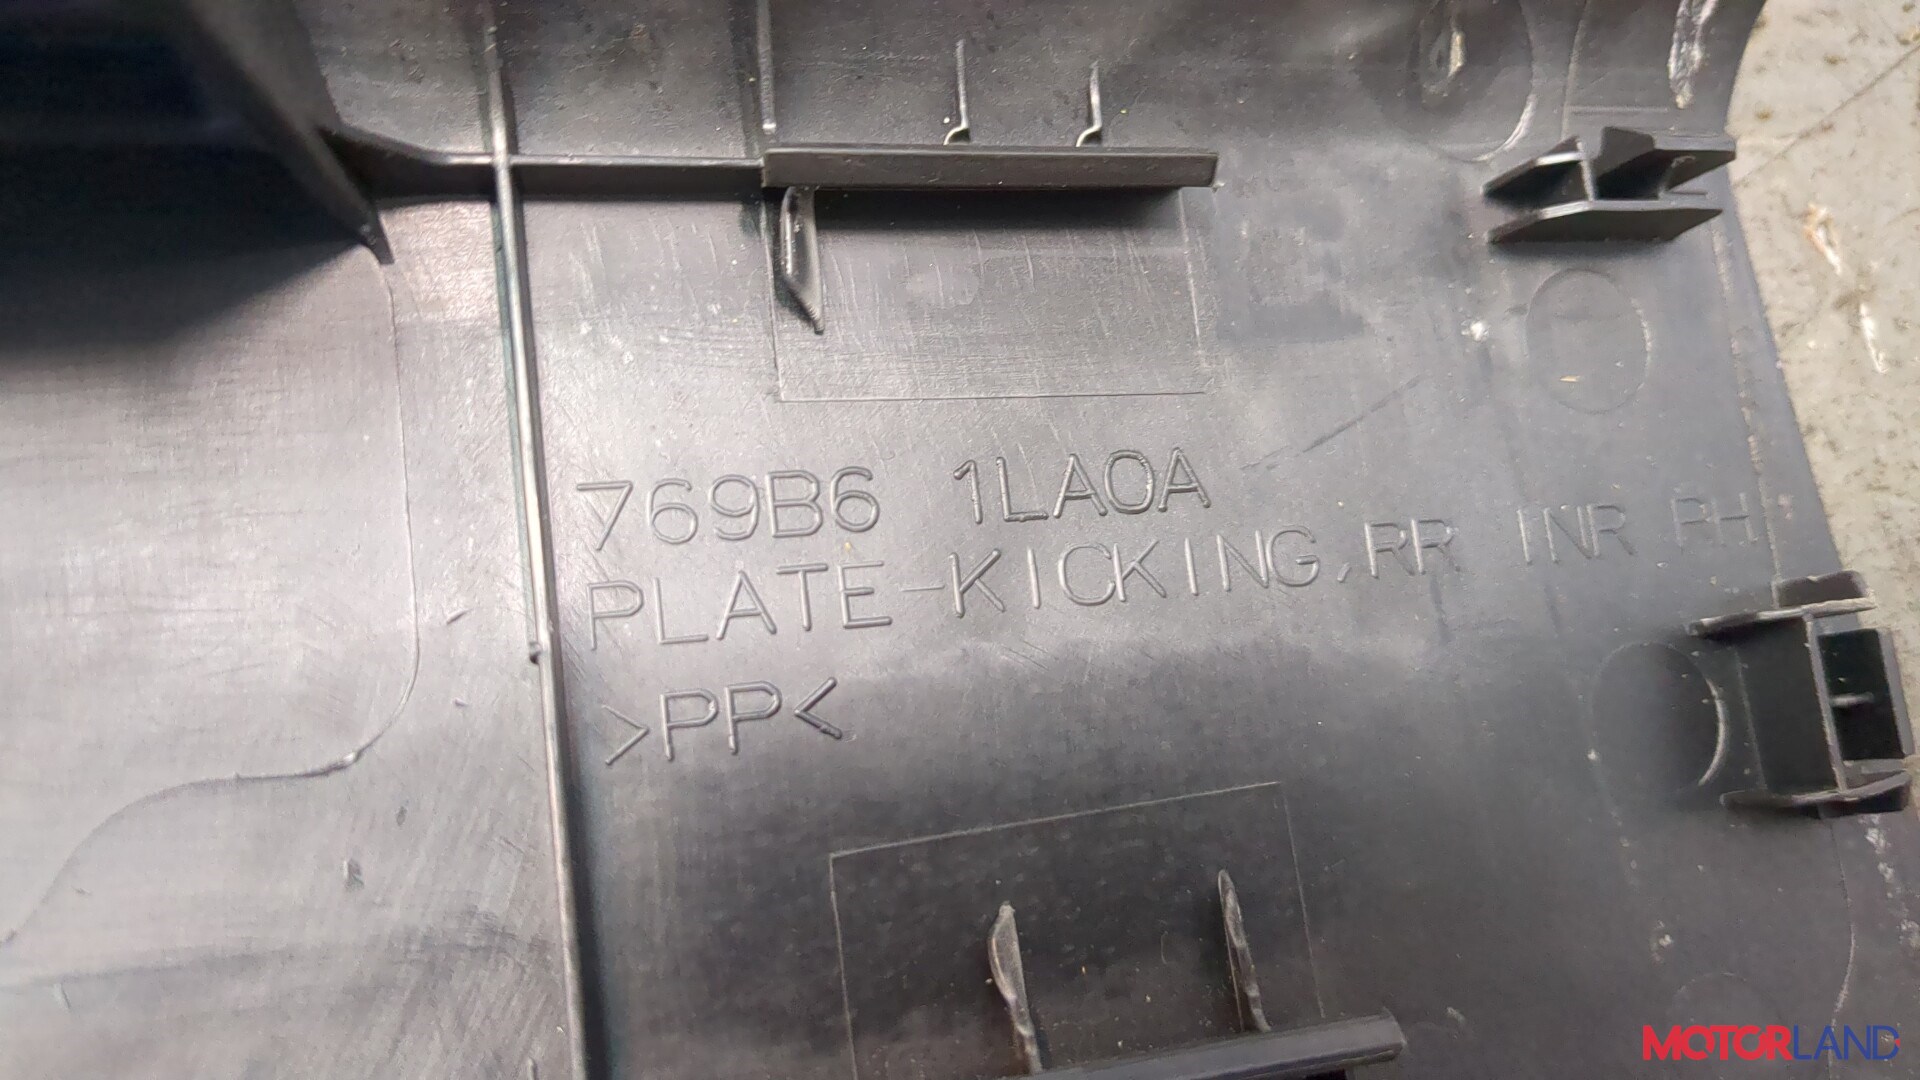 769B6 1LA0A
PLATE-KICKING,RR INR RH
>PP<
MOTORLAND